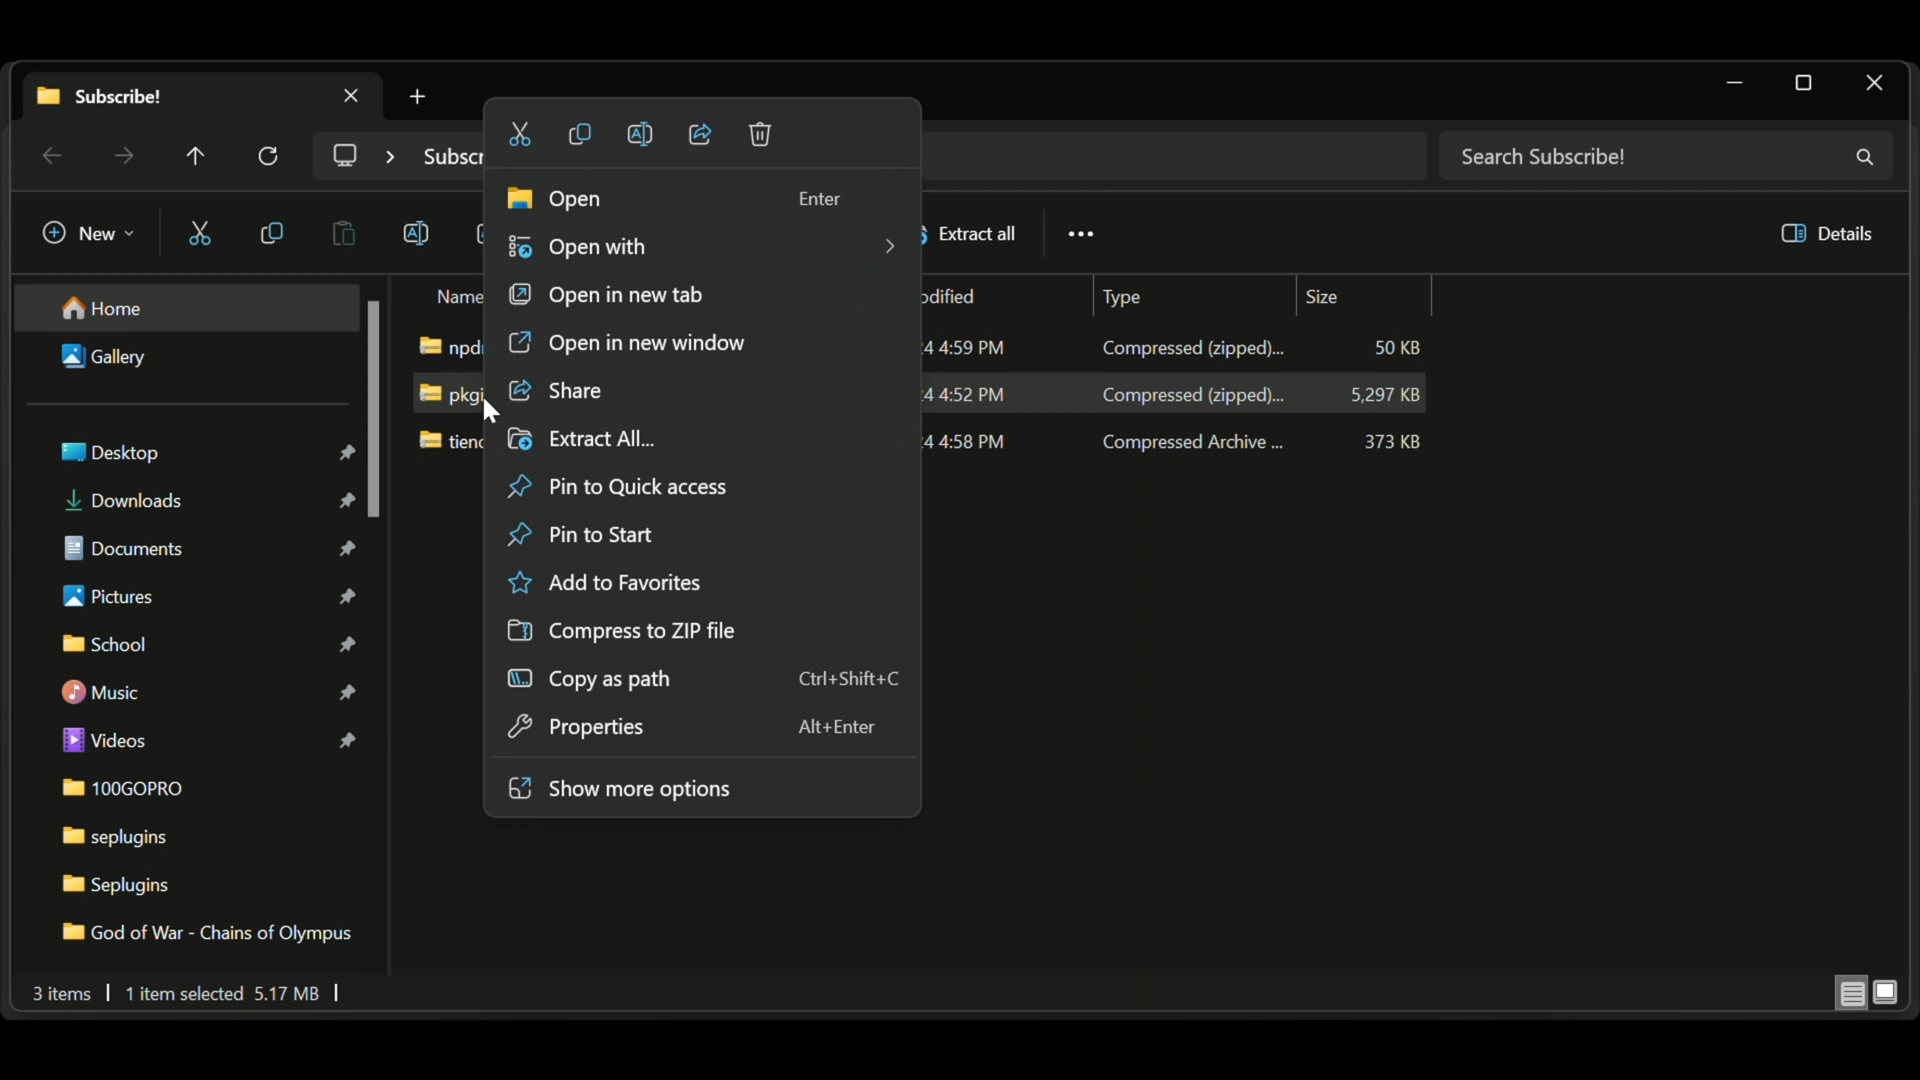 Subscribe!
Subscr
Search Subscribe!
New
Extract all
Details
Open Enter
Open with
Open in new tab
Open in new window
Share
Extract All...
Pin to Quick access
Pin to Start
Add to Favorites
Compress to ZIP file
Copy as path Ctrl+Shift+C
Properties Alt+Enter
Show more options
Home
Gallery
Desktop
Downloads
Documents
Pictures
School
Music
Videos
100GOPRO
seplugins
Seplugins
God of War - Chains of Olympus
Name odified Type Size
npd 4 4:59 PM Compressed (zipped)... 50 KB
pkgi 4 4:52 PM Compressed (zipped)... 5,297 KB
tien 4 4:58 PM Compressed Archive ... 373 KB
3 items 1 item selected 5.17 MB